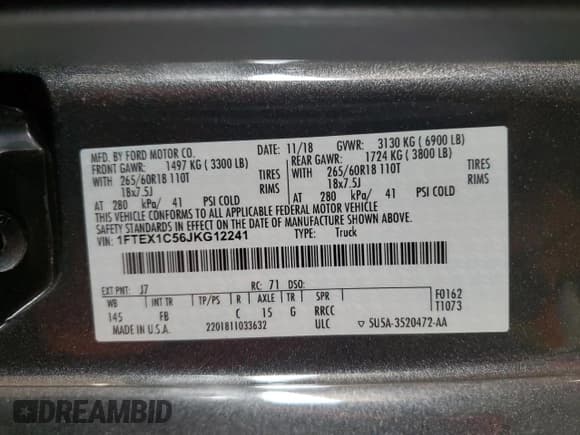 MFD. BY FORD MOTOR CO.
DATE: 11/18 GVWR: 3130 KG ( 6900 LB)
FRONT GAWR: 1497 KG ( 3300 LB) REAR GAWR: 1724 KG ( 3800 LB)
WITH 265/60R18 110T TIRES WITH 265/60R18 110T TIRES
18x7.5J RIMS 18x7.5J RIMS
AT 280 kPa/ 41 PSI COLD AT 280 kPa/ 41 PSI COLD
THIS VEHICLE CONFORMS TO ALL APPLICABLE FEDERAL MOTOR VEHICLE
SAFETY STANDARDS IN EFFECT ON THE DATE OF MANUFACTURE SHOWN ABOVE.
VIN: 1FTEX1C56JKG12241 TYPE: Truck
EXT PNT: J7 RC: 71 DSO: F0162
WB INT TR TP/PS R AXLE TR SPR T1073
145 FB C 15 G RRCC
MADE IN U.S.A. 2201811033632 ULC ▽ 5U5A-3520472-AA
DREAMBID